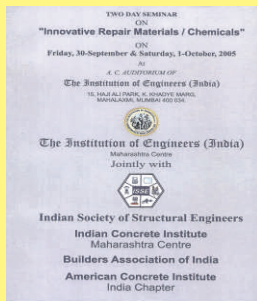 TWO DAY SEMINAR
ON
"Innovative Repair Materials / Chemicals"
ON
Friday, 30-September & Saturday, 1-October, 2005
At
A. C. AUDITORIUM OF
The Institution of Engineers (India)
15, HAJI ALI PARK, K. KHADYE MARG,
MAHALAXMI, MUMBAI 400 034.
The Institution of Engineers (India)
Maharashtra Centre
Jointly with
ISSE
Indian Society of Structural Engineers
Indian Concrete Institute
Maharashtra Centre
Builders Association of India
American Concrete Institute
India Chapter